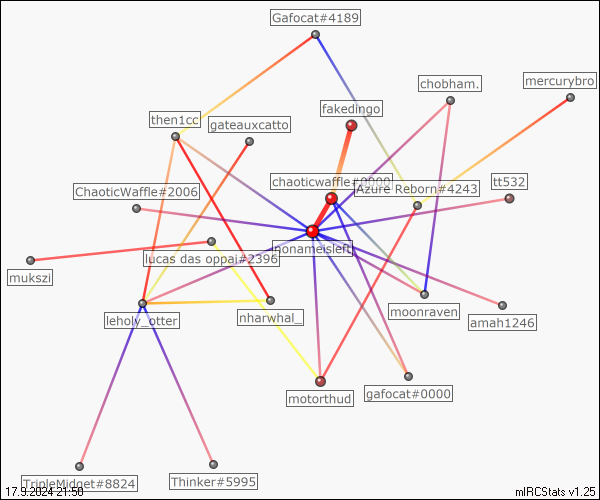 Gafocat#4189
chobham.
mercurybro
fakedingo
then1cc
gateauxcatto
chaoticwaffle#0000
Azure Reborn#4243
tt532
ChaoticWaffle#2006
nonameisleft
lucas das oppai#2396
mukszi
leholy_otter
nharwhal_
moonraven
amah1246
motorthud
gafocat#0000
TripleMidget#8824
Thinker#5995
17.9.2024 21:50
mIRCStats v1.25